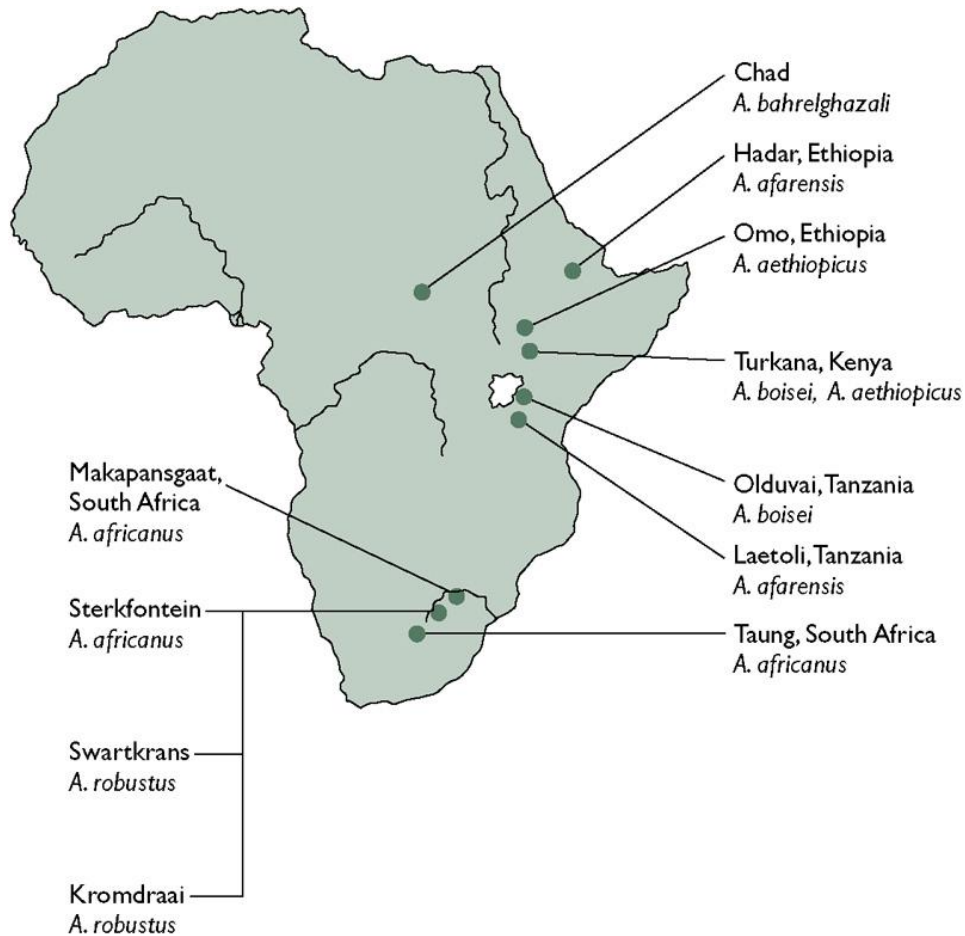 Chad
A. bahrelghazali
Hadar, Ethiopia
A. afarensis
Omo, Ethiopia
A. aethiopicus
Turkana, Kenya
A. boisei, A. aethiopicus
Olduvai, Tanzania
A. boisei
Laetoli, Tanzania
A. afarensis
Taung, South Africa
A. africanus
Makapansgaat,
South Africa
A. africanus
Sterkfontein
A. africanus
Swartkrans
A. robustus
Kromdraai
A. robustus